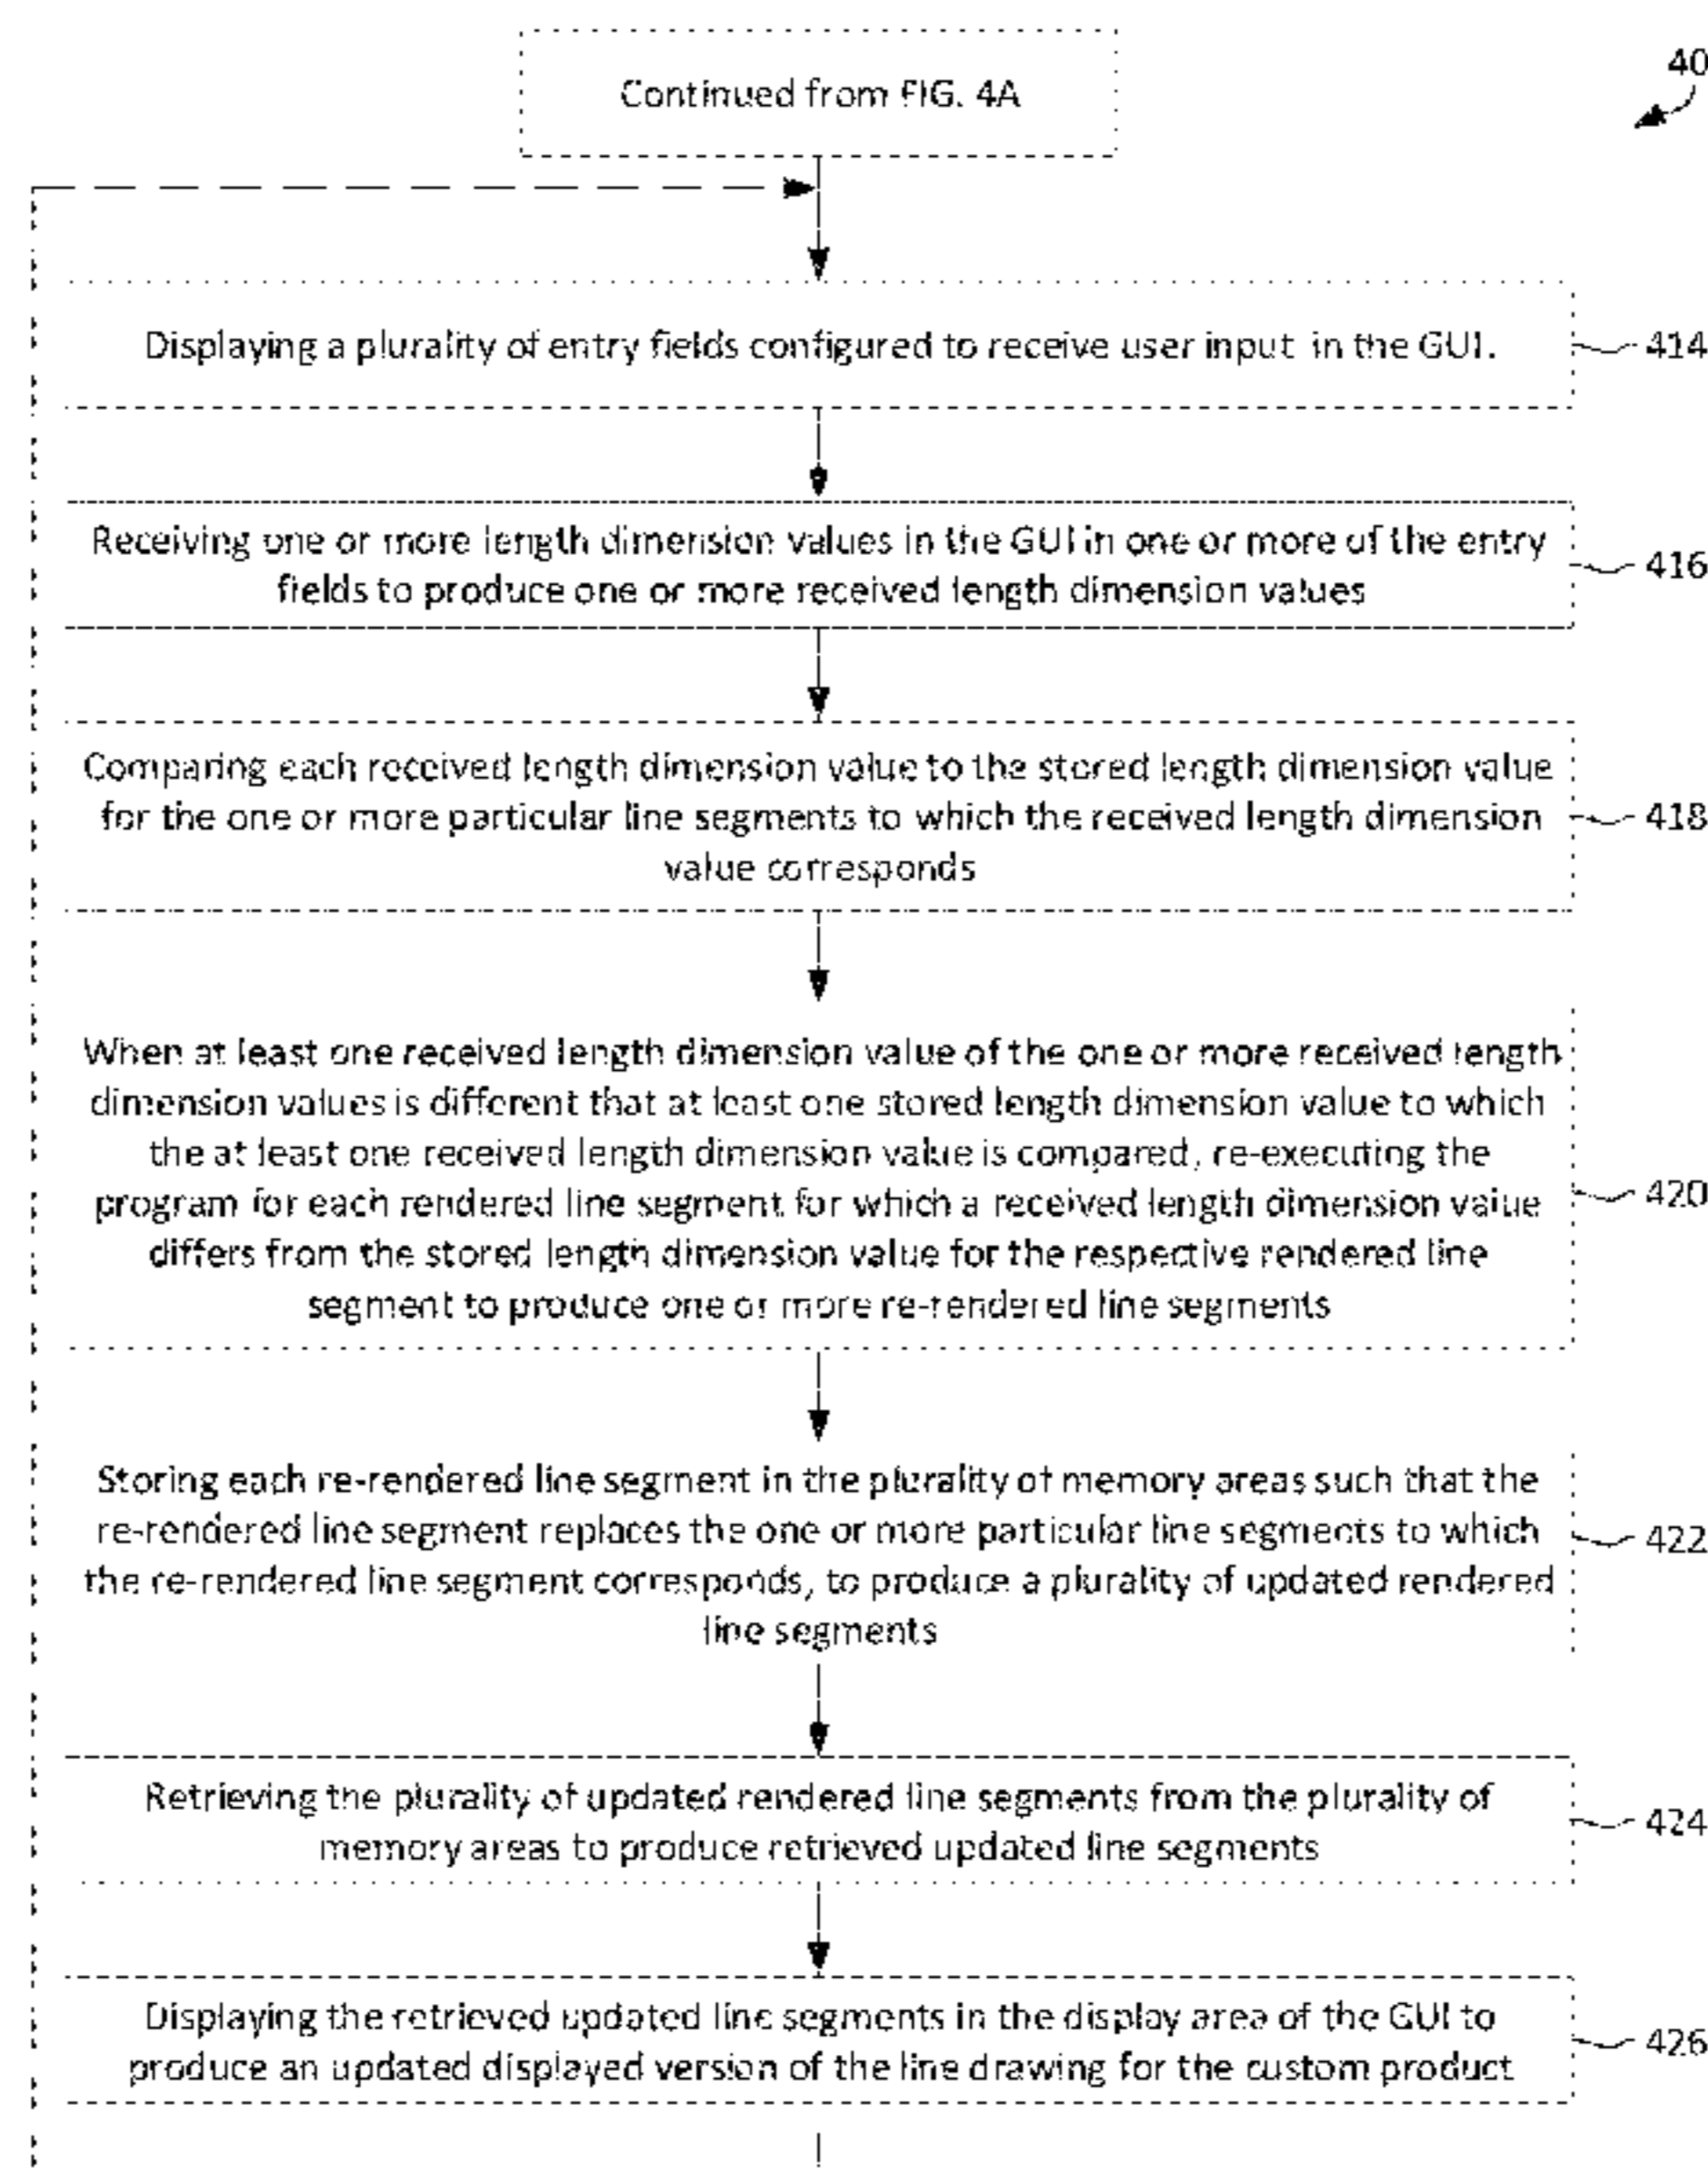 Continued from FIG. 4A
40
Displaying a plurality of entry fields configured to receive user input in the GUI.
414
Receiving one or more length dimension values in the GUI in one or more of the entry
fields to produce one or more received length dimension values
416
Comparing each received length dimension value to the stored length dimension value
for the one or more particular line segments to which the received length dimension
value corresponds
418
When at least one received length dimension value of the one or more received length
dimension values is different that at least one stored length dimension value to which
the at least one received length dimension value is compared, re-executing the
program for each rendered line segment for which a received length dimension value
differs from the stored length dimension value for the respective rendered line
segment to produce one or more re-rendered line segments
420
Storing each re-rendered line segment in the plurality of memory areas such that the
re-rendered line segment replaces the one or more particular line segments to which
the re-rendered line segment corresponds, to produce a plurality of updated rendered
line segments
422
Retrieving the plurality of updated rendered line segments from the plurality of
memory areas to produce retrieved updated line segments
424
Displaying the retrieved updated line segments in the display area of the GUI to
produce an updated displayed version of the line drawing for the custom product
426